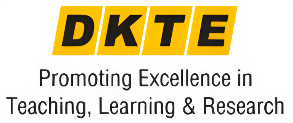 DKTE
Promoting Excellence in
Teaching, Learning & Research